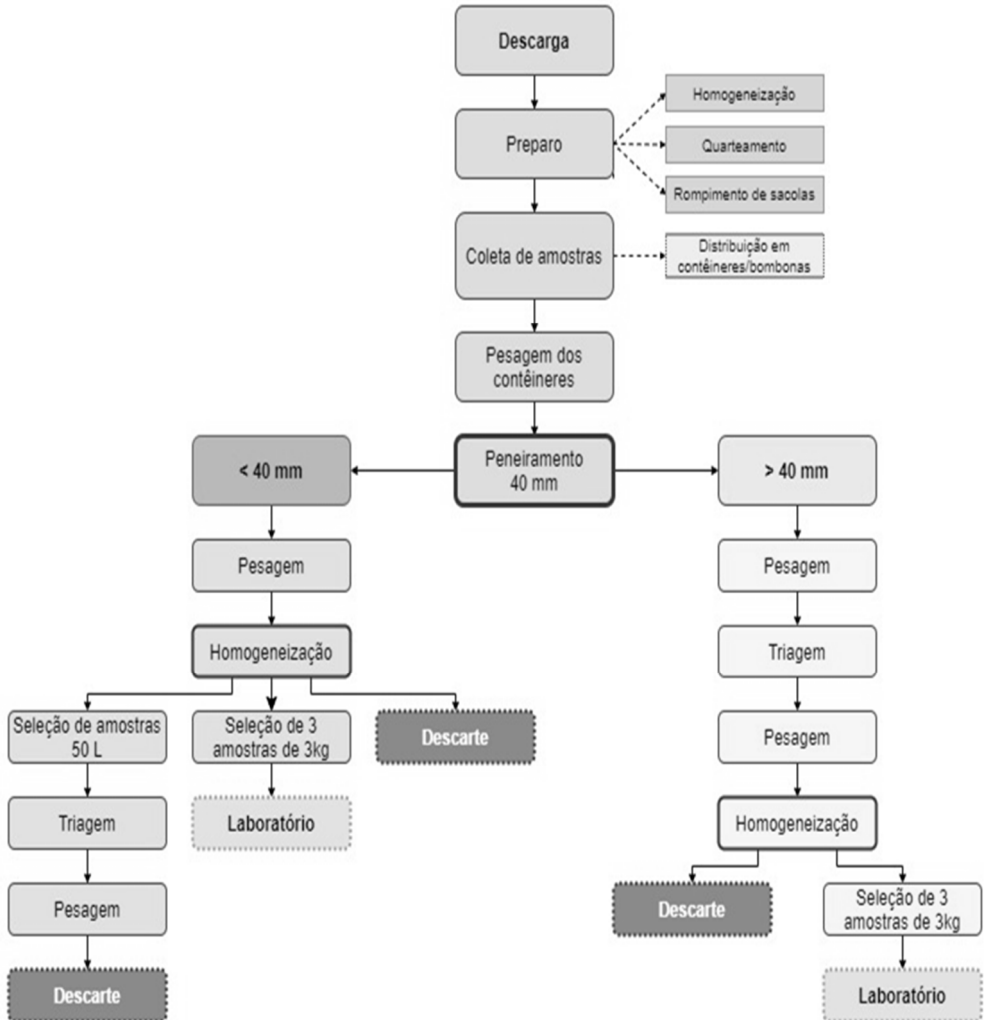 Descarga
Homogeneização
Preparo
Quarteamento
Rompimento de sacolas
Coleta de amostras
Distribuição em
contêineres/bombonas
Pesagem dos
contêineres
< 40 mm
Peneiramento
40 mm
> 40 mm
Pesagem
Pesagem
Homogeneização
Triagem
Seleção de amostras
50 L
Seleção de 3
amostras de 3kg
Descarte
Pesagem
Triagem
Laboratório
Homogeneização
Pesagem
Descarte
Seleção de 3
amostras de 3kg
Descarte
Laboratório